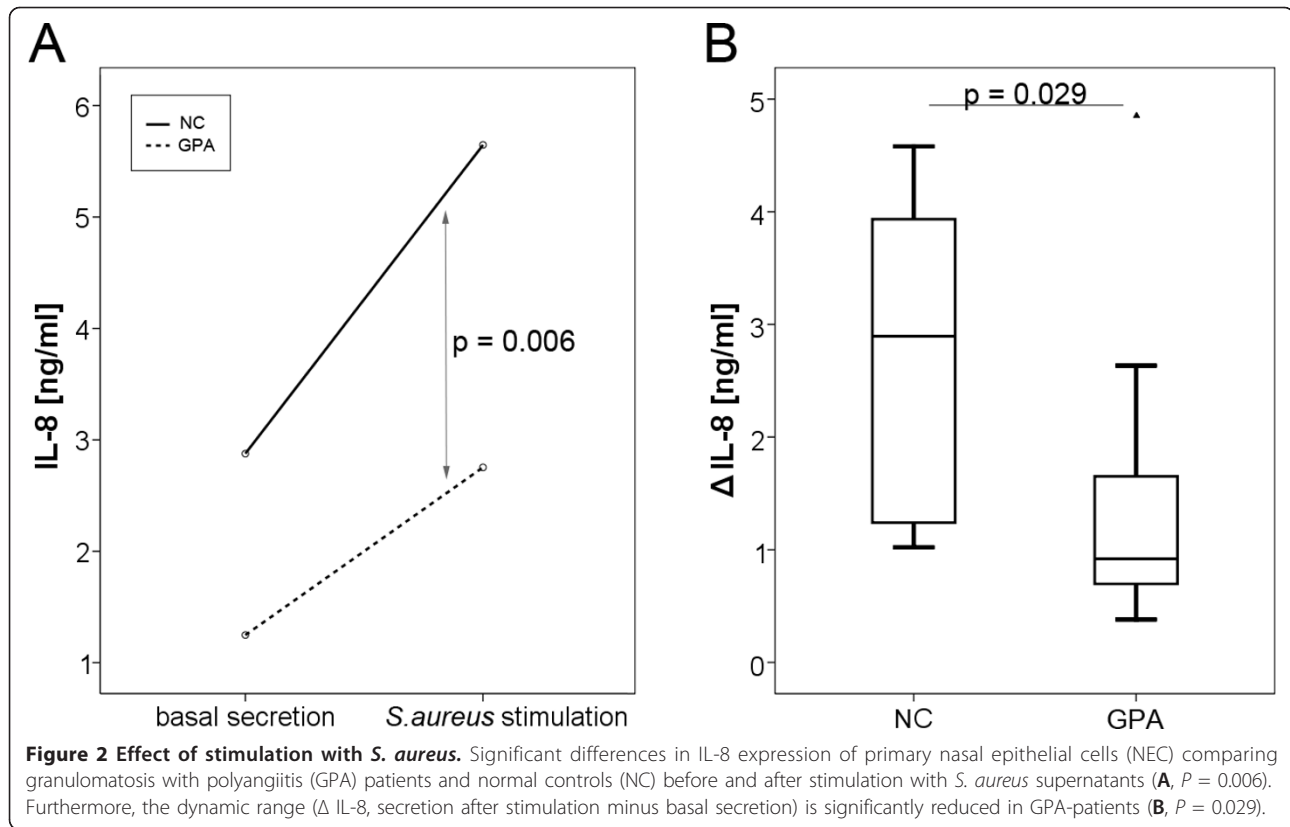 A
6
5
4
3
2
1
IL-8 [ng/ml]
NC
GPA
p = 0.006
basal secretion
S.aureus stimulation
B
5
4
3
2
1
0
Δ IL-8 [ng/ml]
p = 0.029
NC
GPA
Figure 2 Effect of stimulation with S. aureus. Significant differences in IL-8 expression of primary nasal epithelial cells (NEC) comparing
granulomatosis with polyangiitis (GPA) patients and normal controls (NC) before and after stimulation with S. aureus supernatants (A, P = 0.006).
Furthermore, the dynamic range (Δ IL-8, secretion after stimulation minus basal secretion) is significantly reduced in GPA-patients (B, P = 0.029).